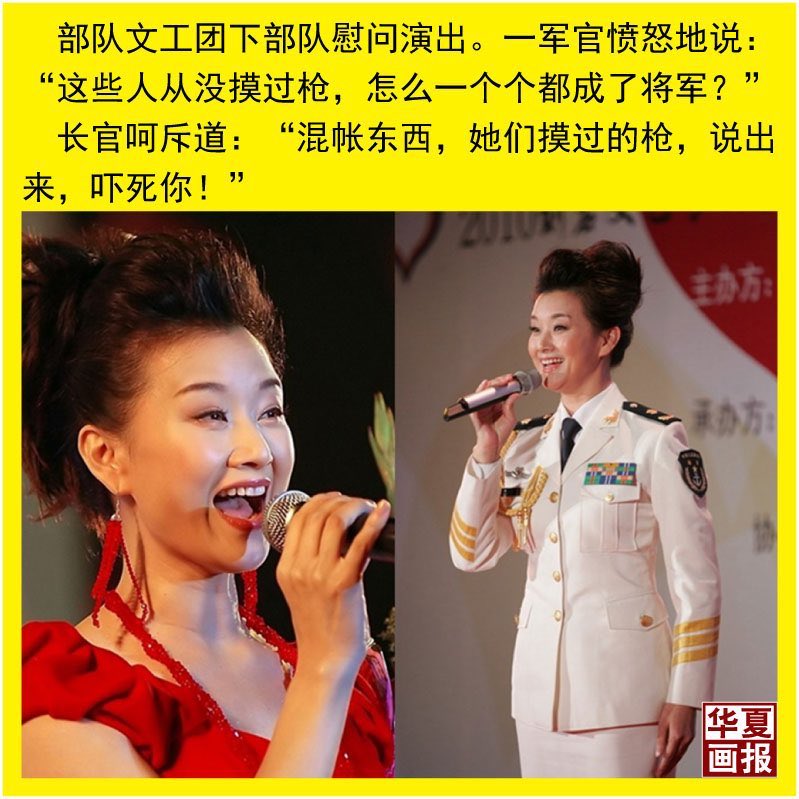 部队文工团下部队慰问演出。一军官愤怒地说：
“这些人从没摸过枪，怎么一个个都成了将军？”
长官呵斥道：“混帐东西，她们摸过的枪，说出
来，吓死你！”
主办方：
承办方：
协
华夏
画报